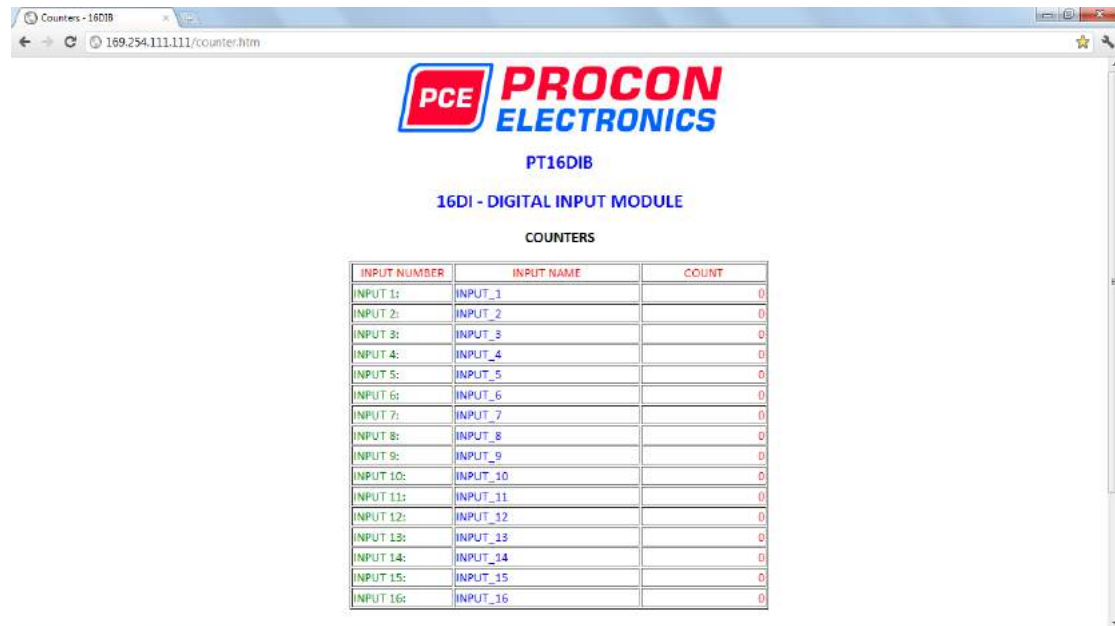 Counters - 16DIB
169.254.111.111/counter.htm
PCE PROCON
ELECTRONICS
PT16DIB
16DI - DIGITAL INPUT MODULE
COUNTERS
INPUT NUMBER INPUT NAME COUNT
INPUT 1: INPUT_1 0
INPUT 2: INPUT_2 0
INPUT 3: INPUT_3 0
INPUT 4: INPUT_4 0
INPUT 5: INPUT_5 0
INPUT 6: INPUT_6 0
INPUT 7: INPUT_7 0
INPUT 8: INPUT_8 0
INPUT 9: INPUT_9 0
INPUT 10: INPUT_10 0
INPUT 11: INPUT_11 0
INPUT 12: INPUT_12 0
INPUT 13: INPUT_13 0
INPUT 14: INPUT_14 0
INPUT 15: INPUT_15 0
INPUT 16: INPUT_16 0